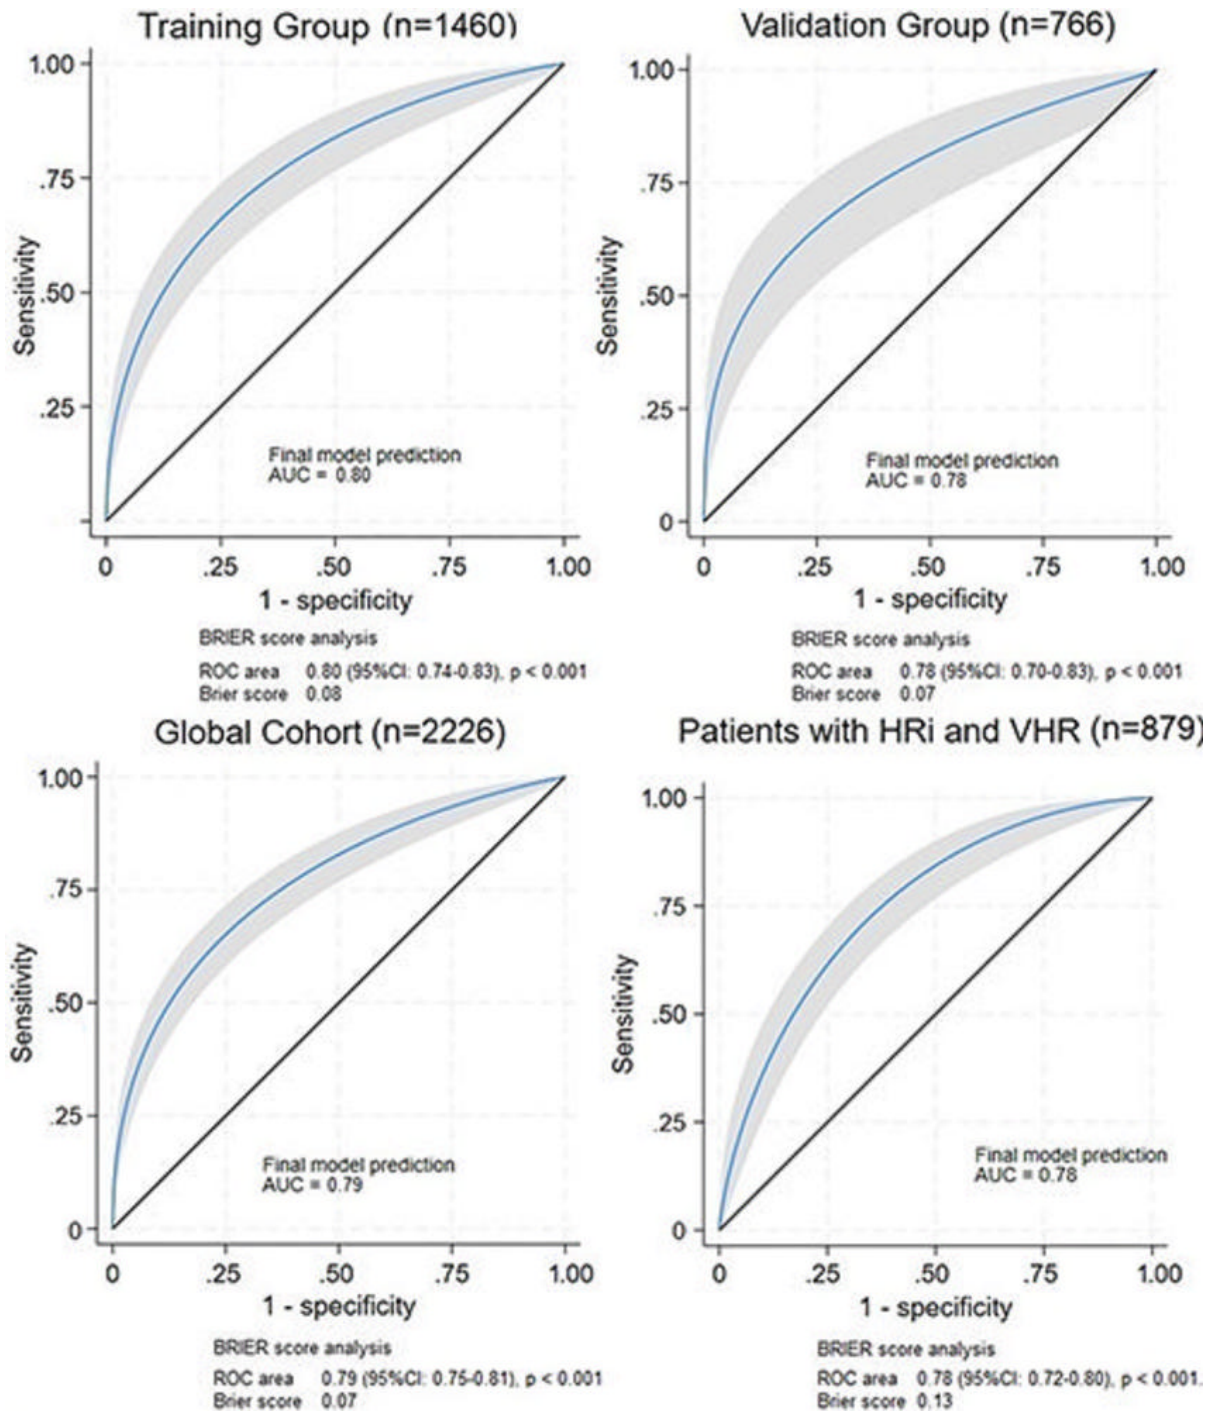 Training Group (n=1460)
1.00
.75
.50
.25
Sensitivity
Final model prediction
AUC = 0.80
0 .25 .50 .75 1.00
1 - specificity
BRIER score analysis
ROC area 0.80 (95%CI: 0.74-0.83), p < 0.001
Brier score 0.08
Validation Group (n=766)
1.00
.75
.50
.25
0
Sensitivity
Final model prediction
AUC = 0.78
0 .25 .50 .75 1.00
1 - specificity
BRIER score analysis
ROC area 0.78 (95%CI: 0.70-0.83), p < 0.001
Brier score 0.07
Global Cohort (n=2226)
1.00
.75
.50
.25
0
Sensitivity
Final model prediction
AUC = 0.79
0 .25 .50 .75 1.00
1 - specificity
BRIER score analysis
ROC area 0.79 (95%CI: 0.75-0.81), p < 0.001
Brier score 0.07
Patients with HRi and VHR (n=879)
1.00
.75
.50
.25
0
Sensitivity
Final model prediction
AUC = 0.78
0 .25 .50 .75 1.00
1 - specificity
BRIER score analysis
ROC area 0.78 (95%CI: 0.72-0.80), p < 0.001.
Brier score 0.13